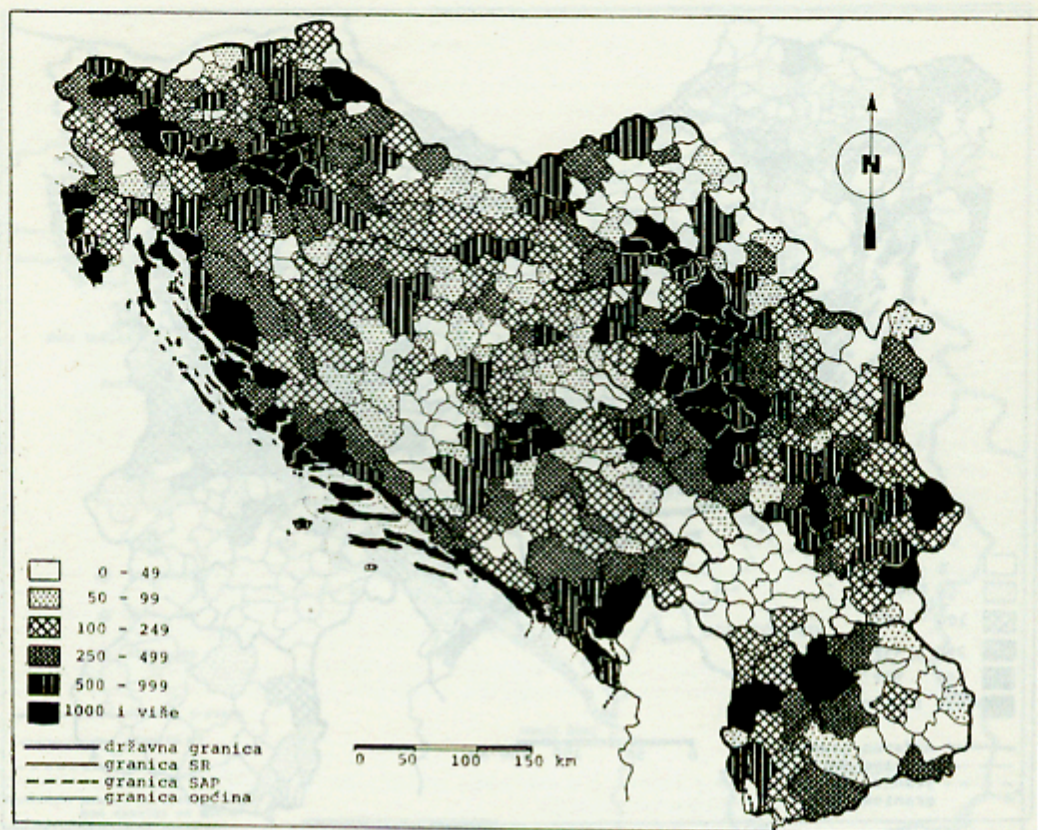 N
0 - 49
50 - 99
100 - 249
250 - 499
500 - 999
1000 i više
državna granica
granica SR
granica SAP
granica općina
0 50 100 150 km